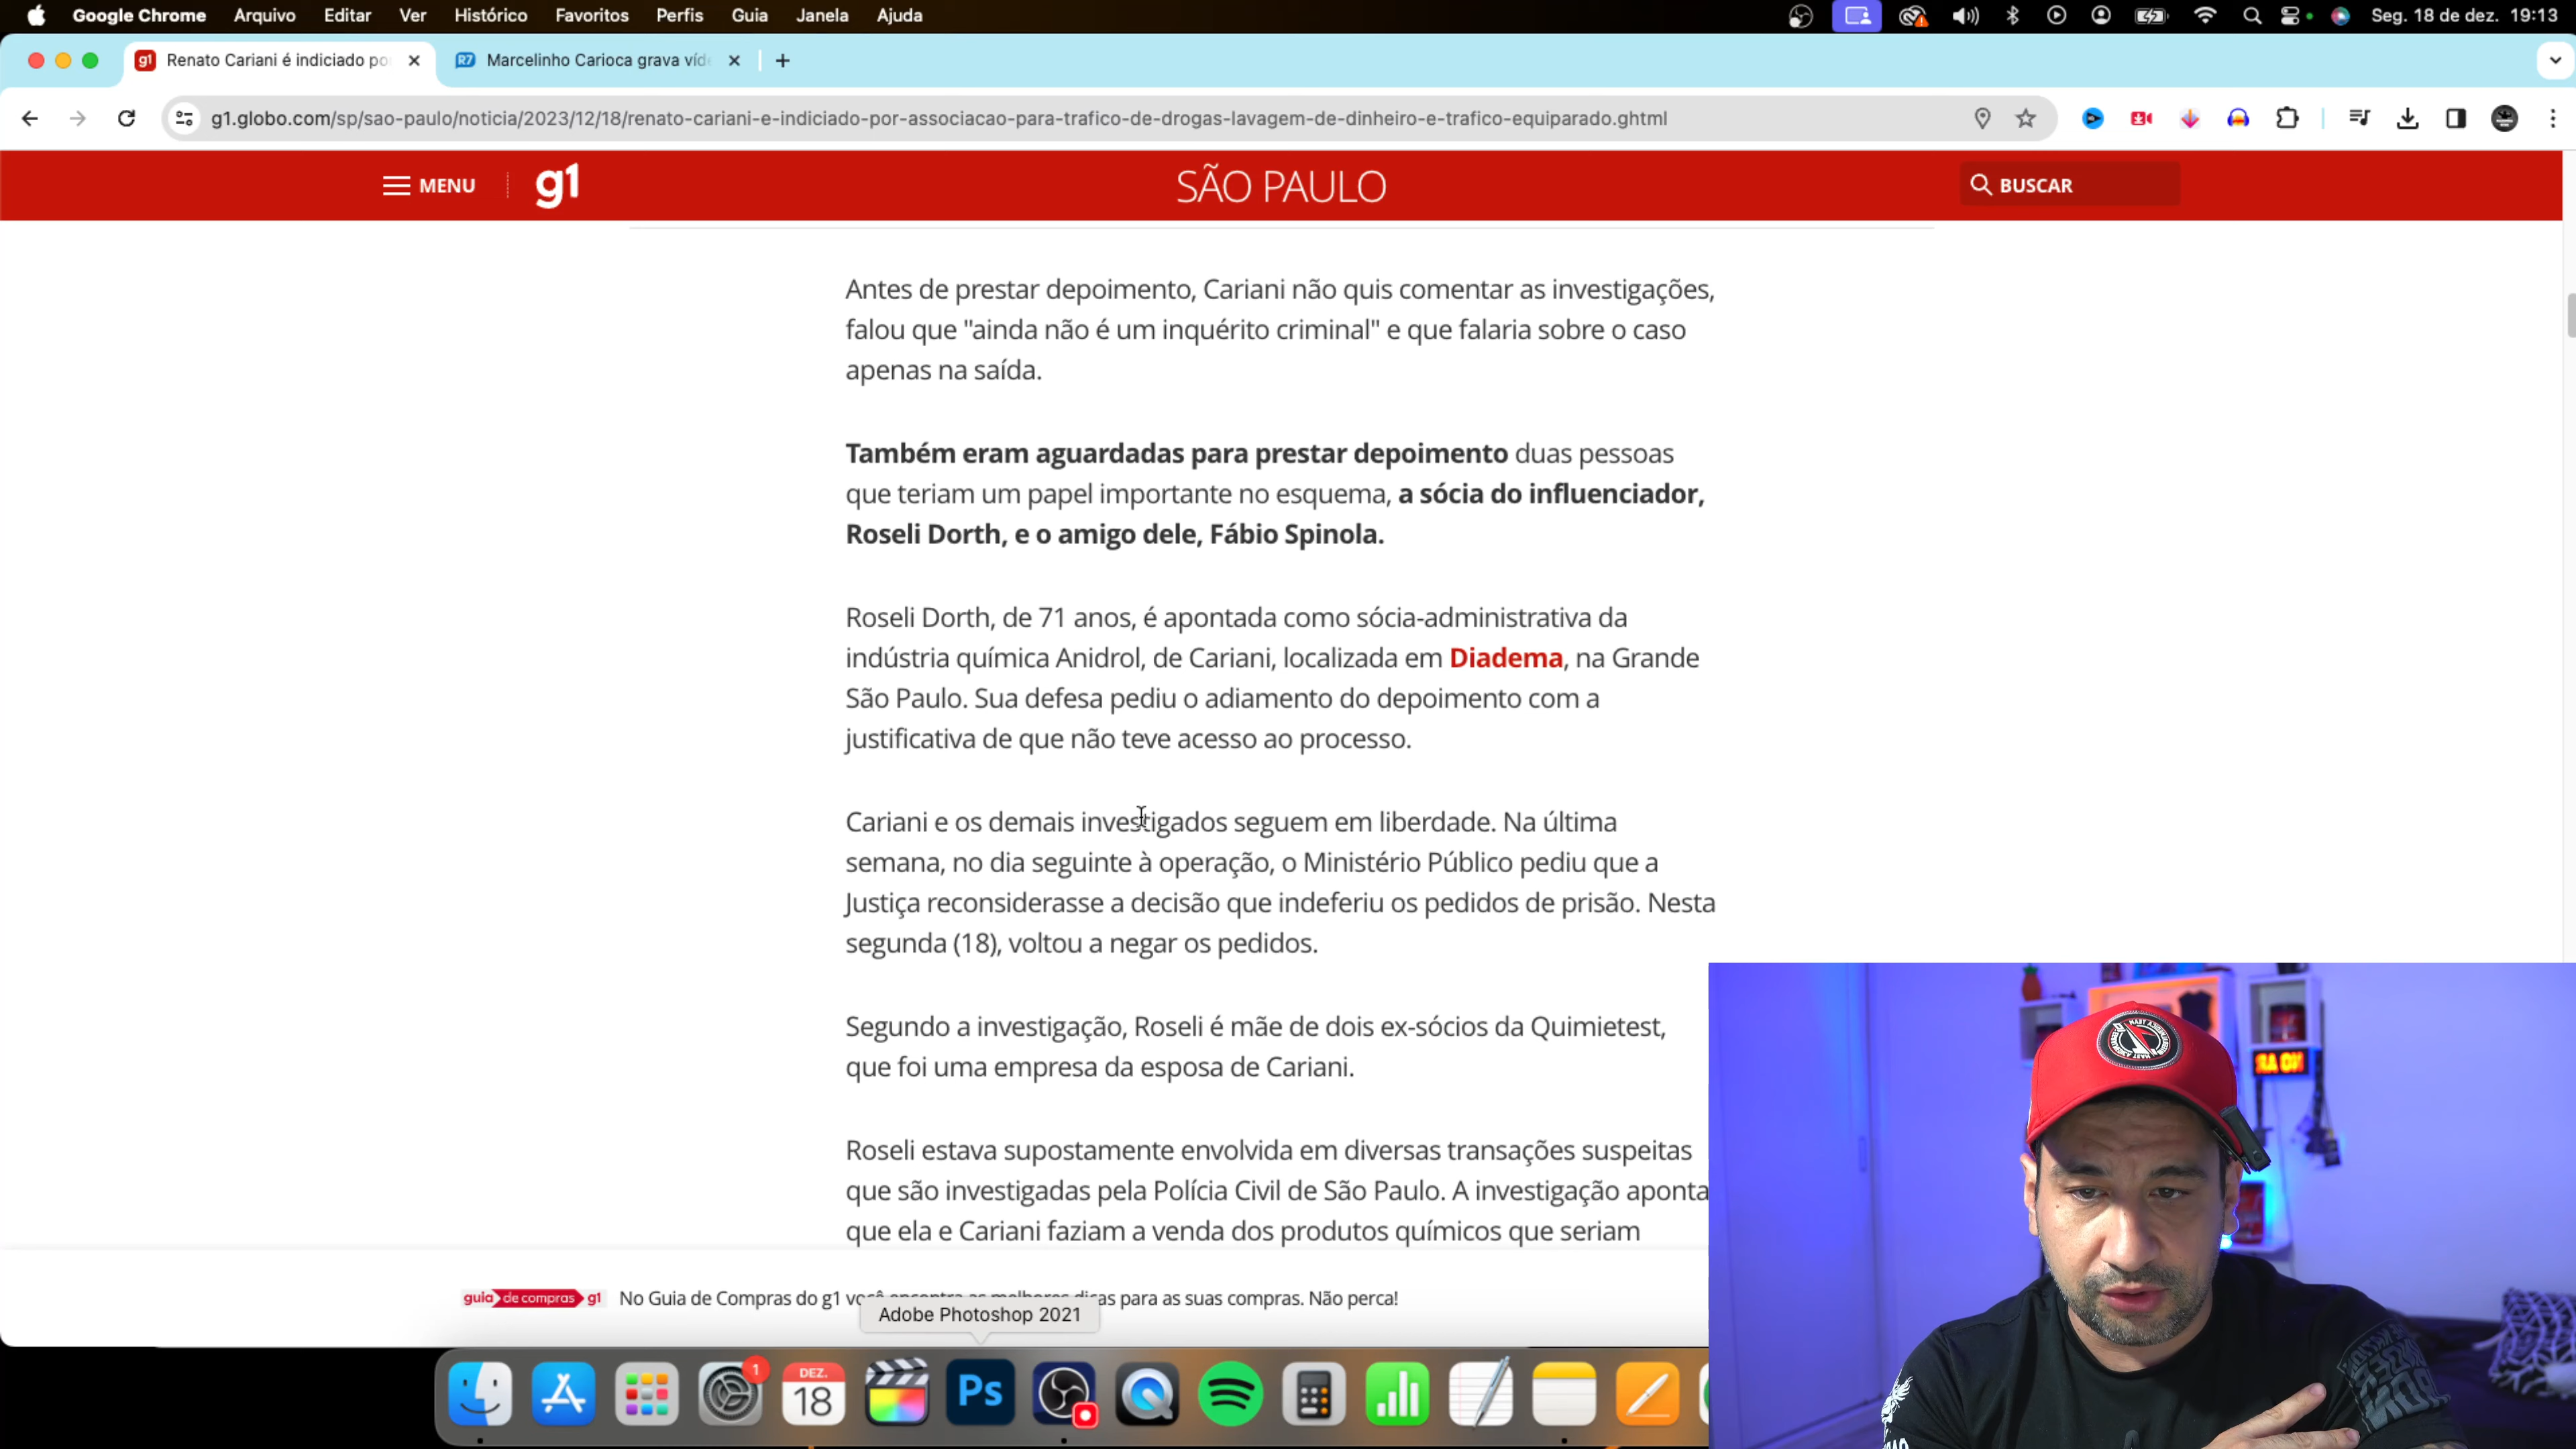 Google Chrome Arquivo Editar Ver Histórico Favoritos Perfis Guia Janela Ajuda Seg. 18 de dez. 19:13
g1 Renato Cariani é indiciado po R7 Marcelinho Carioca grava víd
g1.globo.com/sp/sao-paulo/noticia/2023/12/18/renato-cariani-e-indiciado-por-associacao-para-trafico-de-drogas-lavagem-de-dinheiro-e-trafico-equiparado.ghtml
MENU g1 SÃO PAULO BUSCAR
Antes de prestar depoimento, Cariani não quis comentar as investigações,
falou que "ainda não é um inquérito criminal" e que falaria sobre o caso
apenas na saída.
Também eram aguardadas para prestar depoimento duas pessoas
que teriam um papel importante no esquema, a sócia do influenciador,
Roseli Dorth, e o amigo dele, Fábio Spinola.
Roseli Dorth, de 71 anos, é apontada como sócia-administrativa da
indústria química Anidrol, de Cariani, localizada em Diadema, na Grande
São Paulo. Sua defesa pediu o adiamento do depoimento com a
justificativa de que não teve acesso ao processo.
Cariani e os demais investigados seguem em liberdade. Na última
semana, no dia seguinte à operação, o Ministério Público pediu que a
Justiça reconsiderasse a decisão que indeferiu os pedidos de prisão. Nesta
segunda (18), voltou a negar os pedidos.
Segundo a investigação, Roseli é mãe de dois ex-sócios da Quimietest,
que foi uma empresa da esposa de Cariani.
Roseli estava supostamente envolvida em diversas transações suspeitas
que são investigadas pela Polícia Civil de São Paulo. A investigação aponta
que ela e Cariani faziam a venda dos produtos químicos que seriam
guia de compras g1 No Guia de Compras do g1 você encontra as melhores dicas para as suas compras. Não perca!
Adobe Photoshop 2021
1
DEZ.
18
Ps